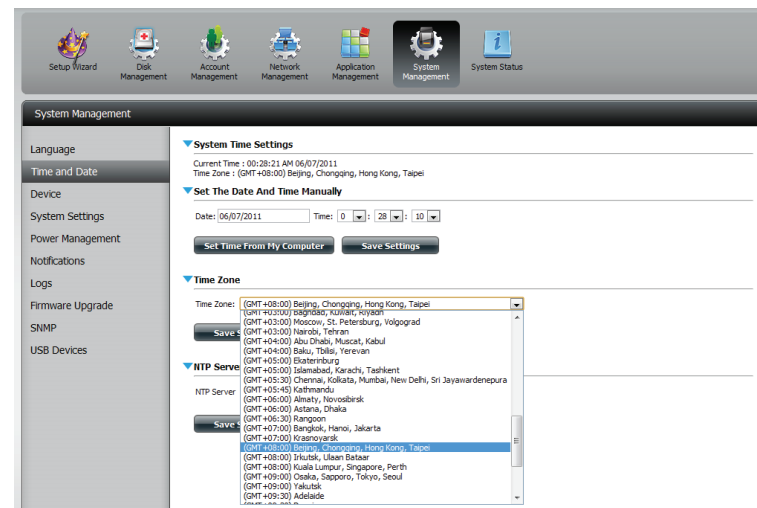 Setup Wizard
Disk Management
Account Management
Network Management
Application Management
System Management
System Status
System Management
Language
Time and Date
Device
System Settings
Power Management
Notifications
Logs
Firmware Upgrade
SNMP
USB Devices
System Time Settings
Current Time : 00:28:21 AM 06/07/2011
Time Zone : (GMT+08:00) Beijing, Chongqing, Hong Kong, Taipei
Set The Date And Time Manually
Date: 06/07/2011 Time: 0 : 28 : 10
Set Time From My Computer Save Settings
Time Zone
Time Zone: (GMT+08:00) Beijing, Chongqing, Hong Kong, Taipei
(GMT+03:00) Baghdad, Kuwait, Riyadh
(GMT+03:00) Moscow, St. Petersburg, Volgograd
(GMT+03:00) Nairobi, Tehran
(GMT+04:00) Abu Dhabi, Muscat, Kabul
(GMT+04:00) Baku, Tbilisi, Yerevan
(GMT+05:00) Ekaterinburg
(GMT+05:00) Islamabad, Karachi, Tashkent
(GMT+05:30) Chennai, Kolkata, Mumbai, New Delhi, Sri Jayawardenepura
(GMT+05:45) Kathmandu
(GMT+06:00) Almaty, Novosibirsk
(GMT+06:00) Astana, Dhaka
(GMT+06:30) Rangoon
(GMT+07:00) Bangkok, Hanoi, Jakarta
(GMT+07:00) Krasnoyarsk
(GMT+08:00) Beijing, Chongqing, Hong Kong, Taipei
(GMT+08:00) Irkutsk, Ulaan Bataar
(GMT+08:00) Kuala Lumpur, Singapore, Perth
(GMT+09:00) Osaka, Sapporo, Tokyo, Seoul
(GMT+09:00) Yakutsk
(GMT+09:30) Adelaide
Save
NTP Serve
NTP Server
Save